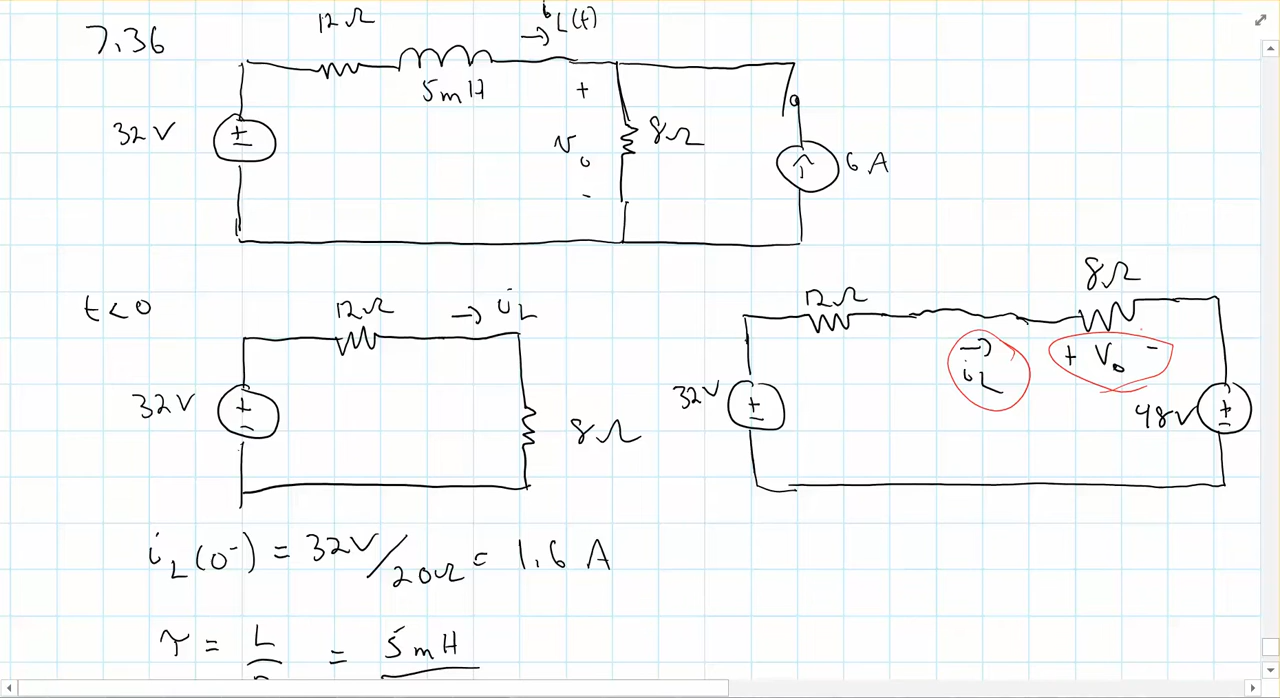 7.36
12Ω
→ iL(t)
5mH
+
32V
+
-
vo
8Ω
↑
6 A
-
t<0
12Ω
→ iL
32V
+
-
8Ω
12Ω
8Ω
→ iL
+ Vo -
32V
+
-
48V
+
-
iL(0-) = 32V/20Ω = 1.6 A
τ = L = 5mH